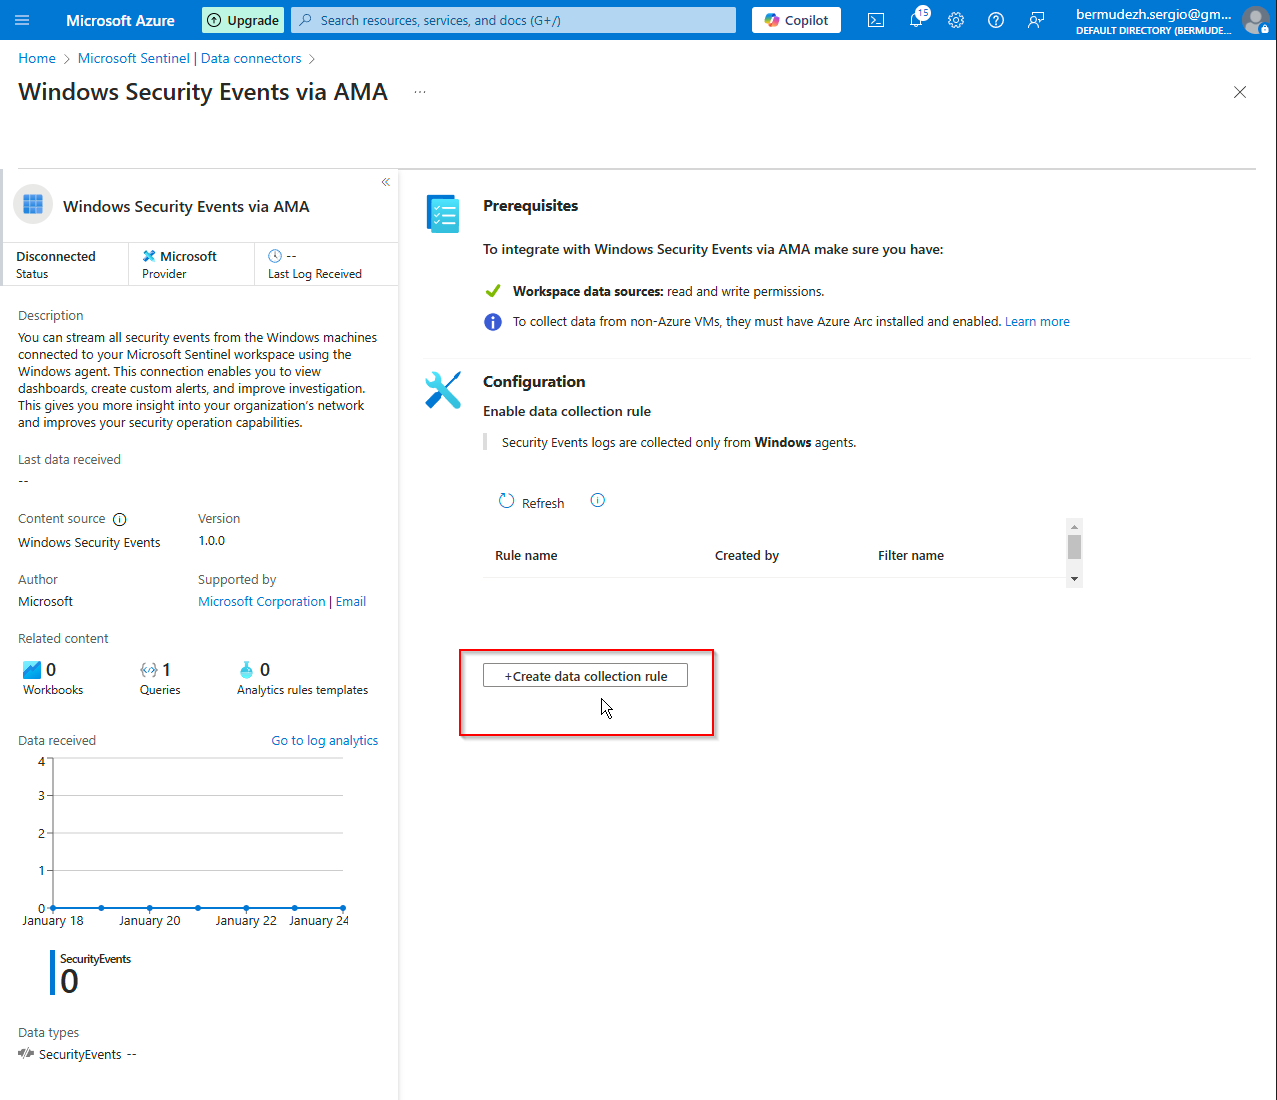 Microsoft Azure
Upgrade
Search resources, services, and docs (G+/)
Copilot
15
bermudezh.sergio@gm...
DEFAULT DIRECTORY (BERMUDE...
Home > Microsoft Sentinel | Data connectors >
Windows Security Events via AMA ...
«
Windows Security Events via AMA
Disconnected
Status
Microsoft
Provider
--
Last Log Received
Description
You can stream all security events from the Windows machines
connected to your Microsoft Sentinel workspace using the
Windows agent. This connection enables you to view
dashboards, create custom alerts, and improve investigation.
This gives you more insight into your organization’s network
and improves your security operation capabilities.
Last data received
--
Content source
Windows Security Events
Version
1.0.0
Author
Microsoft
Supported by
Microsoft Corporation | Email
Related content
0
Workbooks
1
Queries
0
Analytics rules templates
Data received
Go to log analytics
4
3
2
1
0
January 18 January 20 January 22 January 24
SecurityEvents
0
Data types
SecurityEvents --
Prerequisites
To integrate with Windows Security Events via AMA make sure you have:
Workspace data sources: read and write permissions.
To collect data from non-Azure VMs, they must have Azure Arc installed and enabled. Learn more
Configuration
Enable data collection rule
Security Events logs are collected only from Windows agents.
Refresh
Rule name Created by Filter name
+Create data collection rule